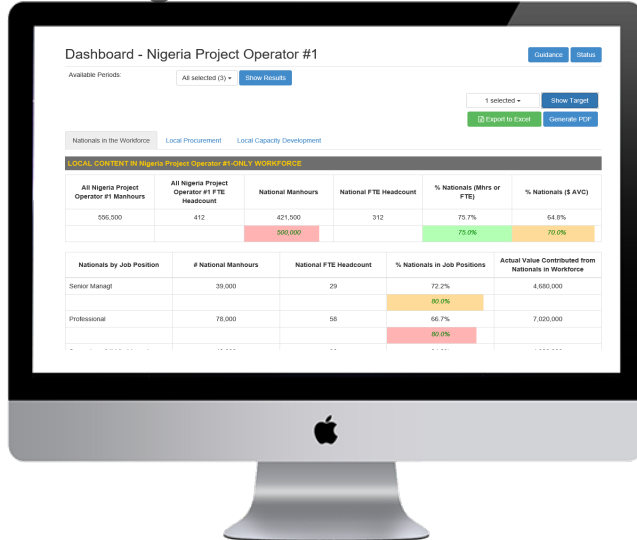 Dashboard - Nigeria Project Operator #1
Guidance Status
Available Periods: All selected (3) Show Results
1 selected Show Target
Export to Excel Generate PDF
Nationals in the Workforce Local Procurement Local Capacity Development
LOCAL CONTENT IN Nigeria Project Operator #1-ONLY WORKFORCE
All Nigeria Project Operator #1 Manhours All Nigeria Project Operator #1 FTE Headcount National Manhours National FTE Headcount % Nationals (Mhrs or FTE) % Nationals ($ AVC)
556,500 412 421,500 312 75.7% 64.8%
500,000 75.0% 70.0%
Nationals by Job Position # National Manhours National FTE Headcount % Nationals in Job Positions Actual Value Contributed from Nationals in Workforce
Senior Managt 39,000 29 72.2% 4,680,000
80.0%
Professional 78,000 58 66.7% 7,020,000
80.0%